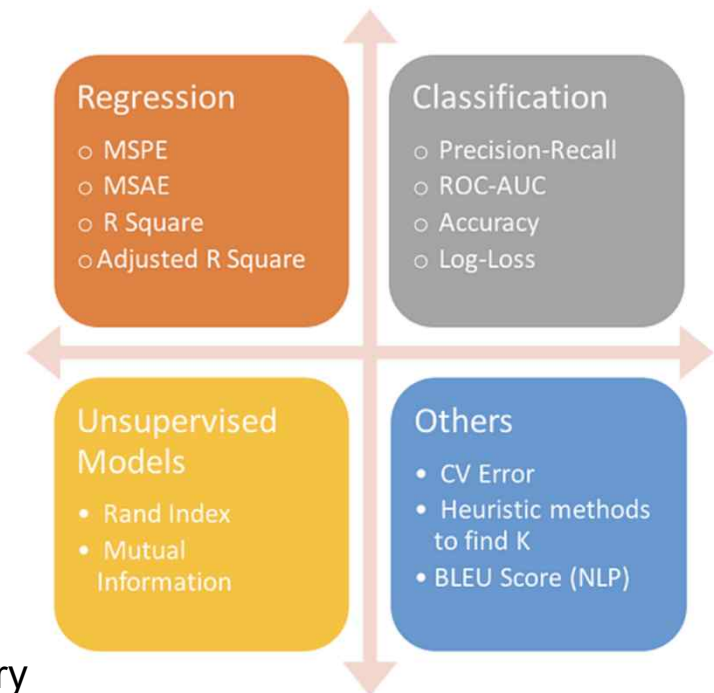 Regression
○ MSPE
○ MSAE
○ R Square
○ Adjusted R Square
Classification
○ Precision-Recall
○ ROC-AUC
○ Accuracy
○ Log-Loss
Unsupervised
Models
• Rand Index
• Mutual
Information
Others
• CV Error
• Heuristic methods
to find K
• BLEU Score (NLP)
ry